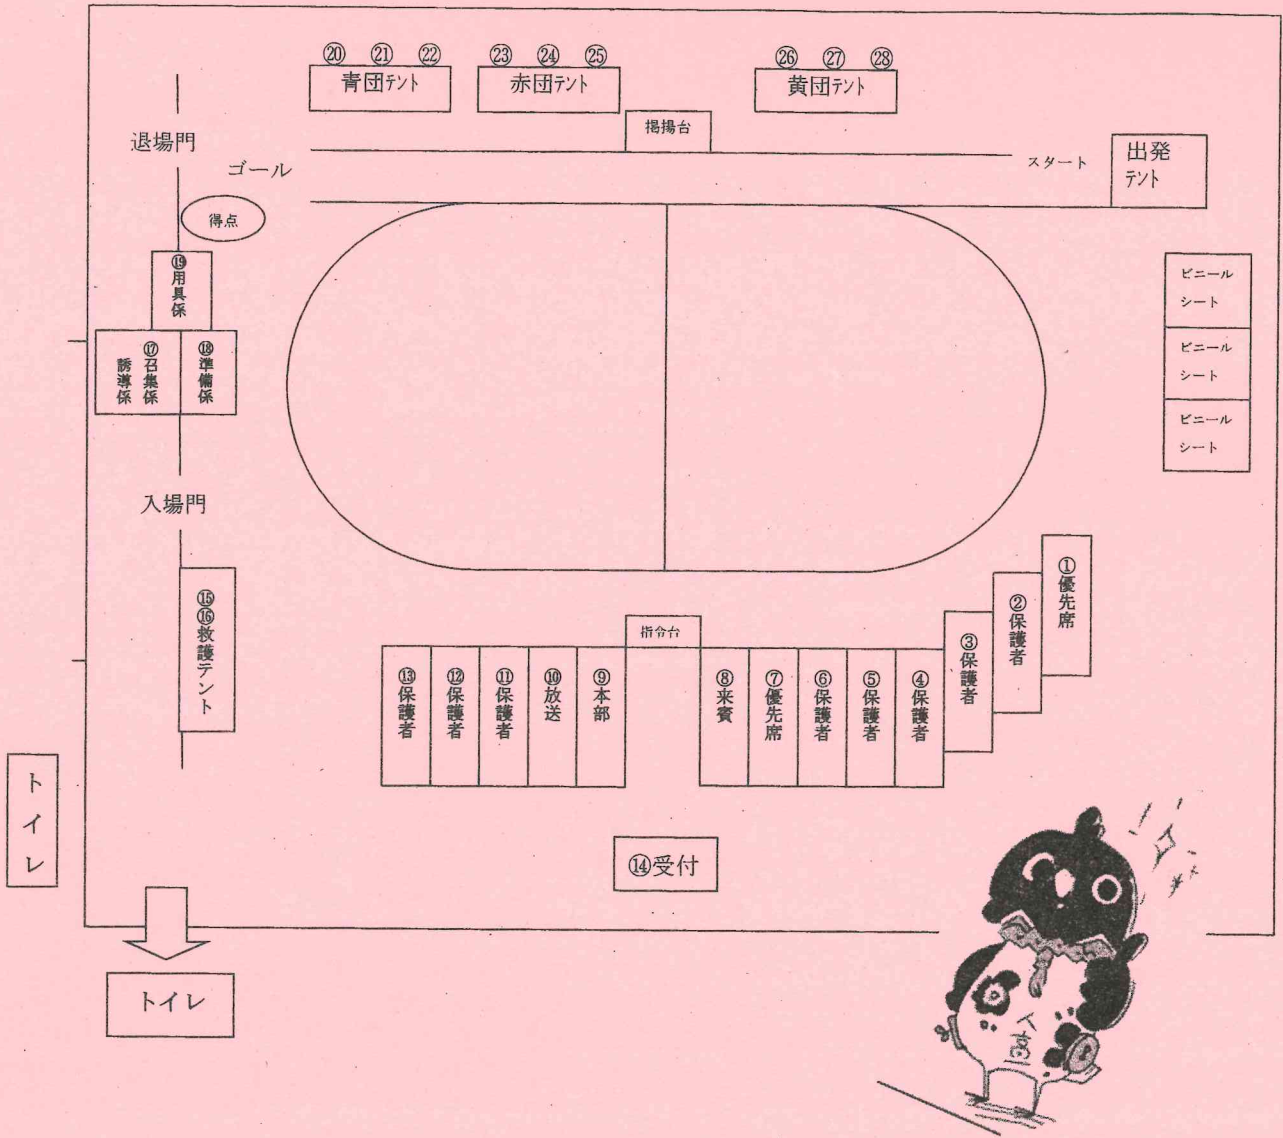 ⑳ ㉑ ㉒
青団テント
㉓ ㉔ ㉕
赤団テント
㉖ ㉗ ㉘
黄団テント
掲揚台
退場門
ゴール
スタート
出発
テント
得点
⑲用具係
⑰召集係
誘導係
⑱準備係
ビニール
シート
ビニール
シート
ビニール
シート
入場門
①優先席
②保護者
③保護者
④保護者
⑤保護者
⑥保護者
⑦優先席
⑧来賓
指令台
⑨本部
⑩放送
⑪保護者
⑫保護者
⑬保護者
⑮⑯救護テント
トイレ
⑭受付
トイレ